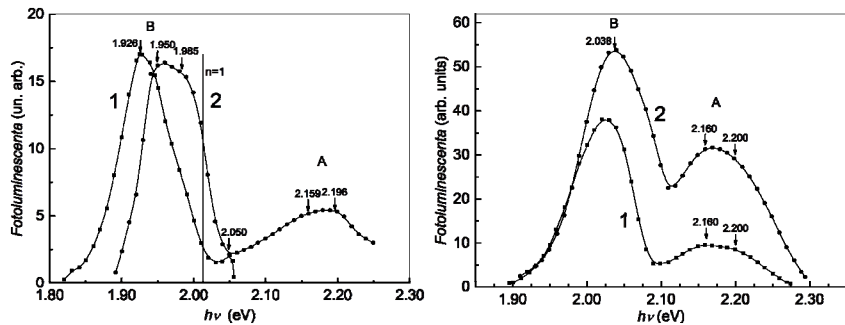 B
1.926
1.950
1.985
n=1
1
2
A
2.159
2.196
2.050
20
15
10
5
0
1.80 1.90 2.00 2.10 2.20 2.30
hν (eV)
Fotoluminescenta (un. arb.)
B
2.038
A
2
2.160
2.200
1
2.160
2.200
60
50
40
30
20
10
0
1.90 2.00 2.10 2.20 2.30
hν (eV)
Fotoluminescenta (arb. units)